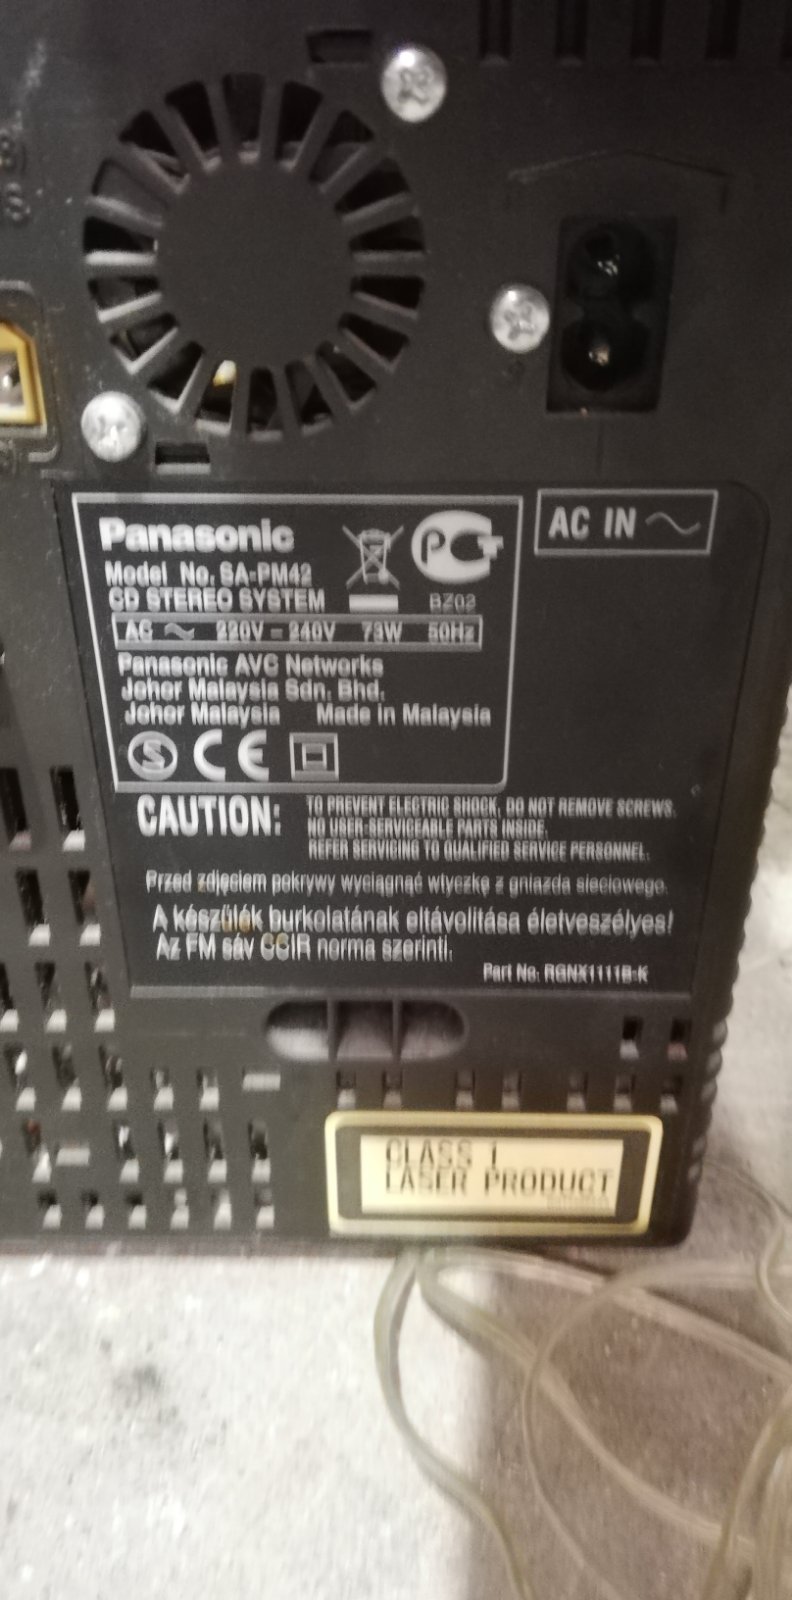 Panasonic
Model No. SA-PM42
CD STEREO SYSTEM
BZ02
AC IN ~
AC ~ 220V - 240V 73W 50Hz
Panasonic AVC Networks
Johor Malaysia Sdn. Bhd.
Johor Malaysia Made in Malaysia
S CE
CAUTION: TO PREVENT ELECTRIC SHOCK, DO NOT REMOVE SCREWS.
NO USER-SERVICEABLE PARTS INSIDE.
REFER SERVICING TO QUALIFIED SERVICE PERSONNEL.
Przed zdjęciem pokrywy wyciągnąć wtyczkę z gniazda sieciowego.
A készülék burkolatának eltávolítása életveszélyes!
Az FM sáv CCIR norma szerinti.
Part No: RGNX1111B-K
CLASS 1
LASER PRODUCT